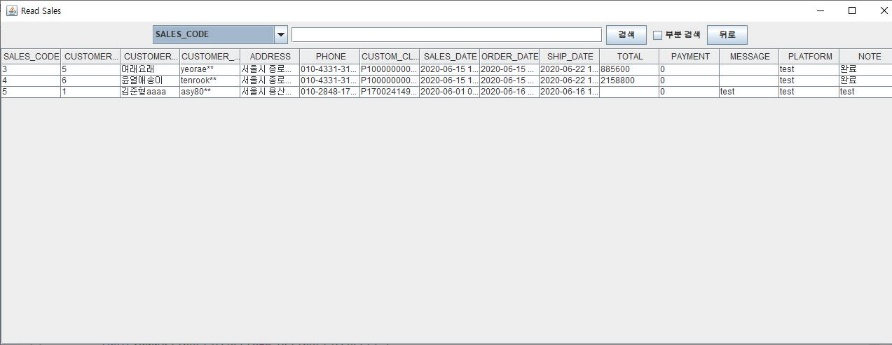 Read Sales
SALES_CODE 검색 부분 검색 뒤로
SALES_CODE CUSTOMER... CUSTOMER... CUSTOMER_... ADDRESS PHONE CUSTOM_CL... SALES_DATE ORDER_DATE SHIP_DATE TOTAL PAYMENT MESSAGE PLATFORM NOTE
3 5 여래요래 yeorae** 서울시 종로... 010-4331-31... P100000000... 2020-06-15 1... 2020-06-15 ... 2020-06-22 1... 885600 0 test 완료
4 6 윤열매송이 tenrook** 서울시 종로... 010-4331-31... P100000000... 2020-06-15 1... 2020-06-15 ... 2020-06-22 1... 2158800 0 test 완료
5 1 김준형aaaa asy80** 서울시 용산... 010-2848-17... P170024149... 2020-06-01 0... 2020-06-16 ... 2020-06-16 1... 0 test test test